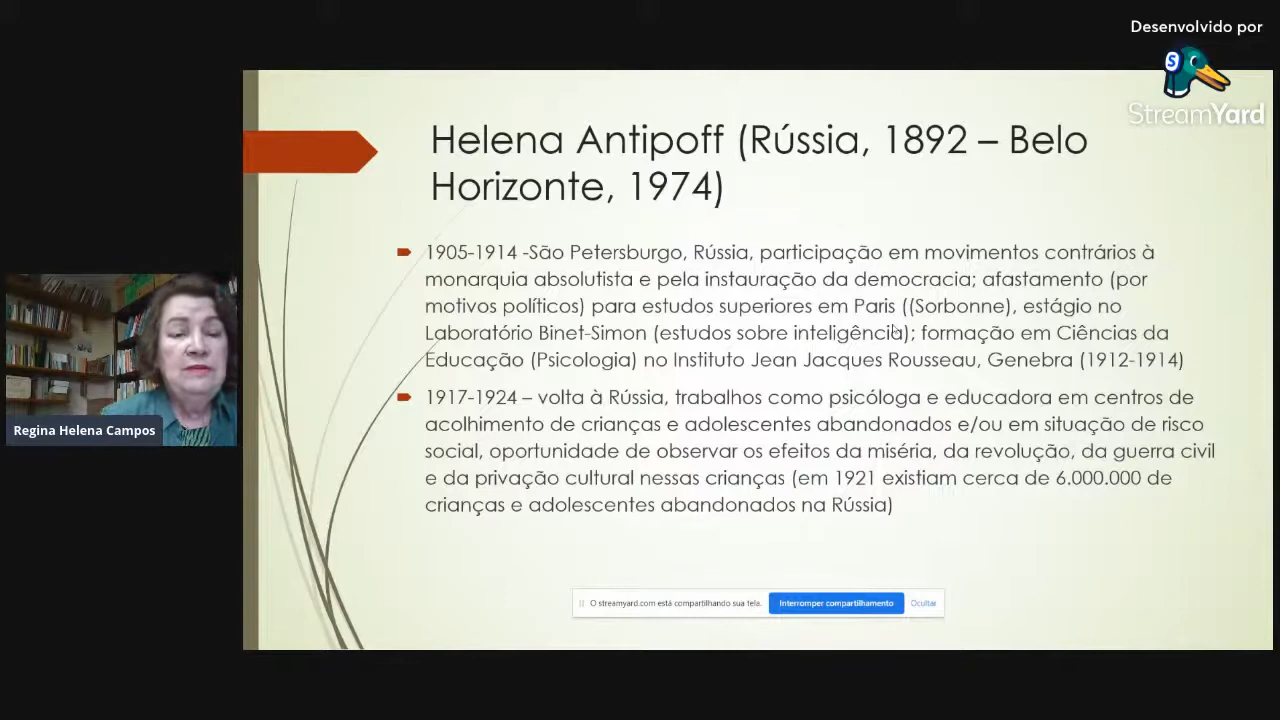 Desenvolvido por
StreamYard
Helena Antipoff (Rússia, 1892 – Belo
Horizonte, 1974)
1905-1914 -São Petersburgo, Rússia, participação em movimentos contrários à
monarquia absolutista e pela instauração da democracia; afastamento (por
motivos políticos) para estudos superiores em Paris ((Sorbonne), estágio no
Laboratório Binet-Simon (estudos sobre inteligência); formação em Ciências da
Educação (Psicologia) no Instituto Jean Jacques Rousseau, Genebra (1912-1914)
1917-1924 – volta à Rússia, trabalhos como psicóloga e educadora em centros de
acolhimento de crianças e adolescentes abandonados e/ou em situação de risco
social, oportunidade de observar os efeitos da miséria, da revolução, da guerra civil
e da privação cultural nessas crianças (em 1921 existiam cerca de 6.000.000 de
crianças e adolescentes abandonados na Rússia)
Regina Helena Campos
O streamyard.com está compartilhando sua tela.
Interromper compartilhamento
Ocultar